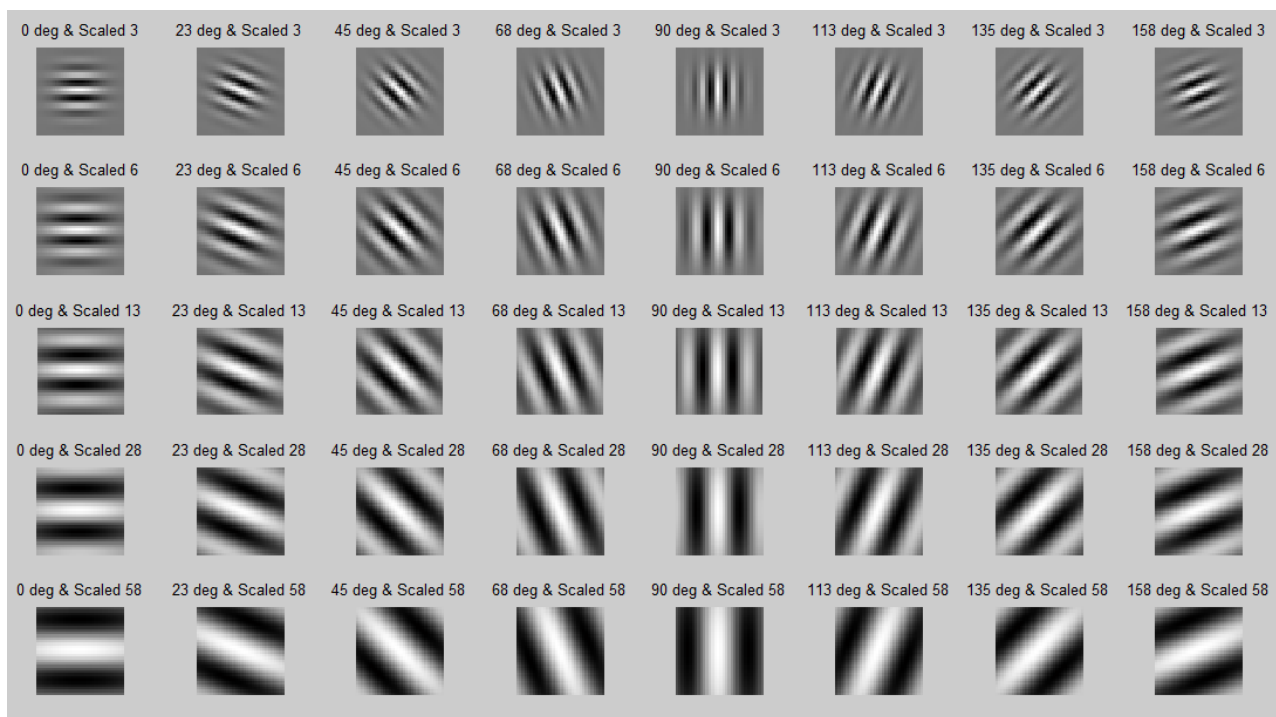 0 deg & Scaled 3 23 deg & Scaled 3 45 deg & Scaled 3 68 deg & Scaled 3 90 deg & Scaled 3 113 deg & Scaled 3 135 deg & Scaled 3 158 deg & Scaled 3
0 deg & Scaled 6 23 deg & Scaled 6 45 deg & Scaled 6 68 deg & Scaled 6 90 deg & Scaled 6 113 deg & Scaled 6 135 deg & Scaled 6 158 deg & Scaled 6
0 deg & Scaled 13 23 deg & Scaled 13 45 deg & Scaled 13 68 deg & Scaled 13 90 deg & Scaled 13 113 deg & Scaled 13 135 deg & Scaled 13 158 deg & Scaled 13
0 deg & Scaled 28 23 deg & Scaled 28 45 deg & Scaled 28 68 deg & Scaled 28 90 deg & Scaled 28 113 deg & Scaled 28 135 deg & Scaled 28 158 deg & Scaled 28
0 deg & Scaled 58 23 deg & Scaled 58 45 deg & Scaled 58 68 deg & Scaled 58 90 deg & Scaled 58 113 deg & Scaled 58 135 deg & Scaled 58 158 deg & Scaled 58